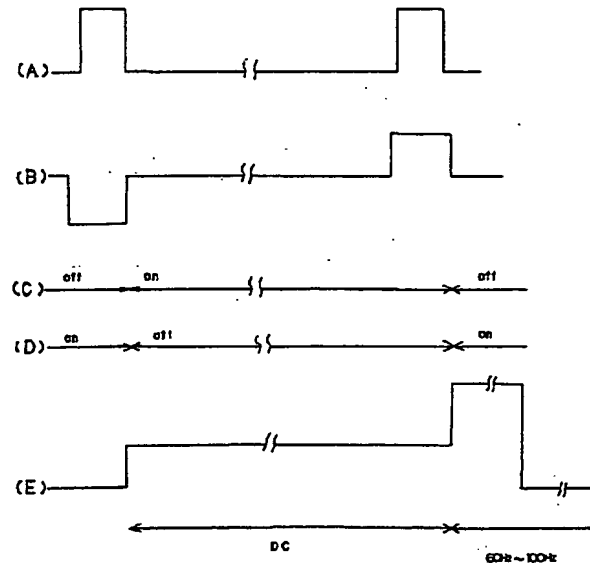 (A)
(B)
off on off
(C)
on off on
(D)
(E)
DC
60Hz~100Hz